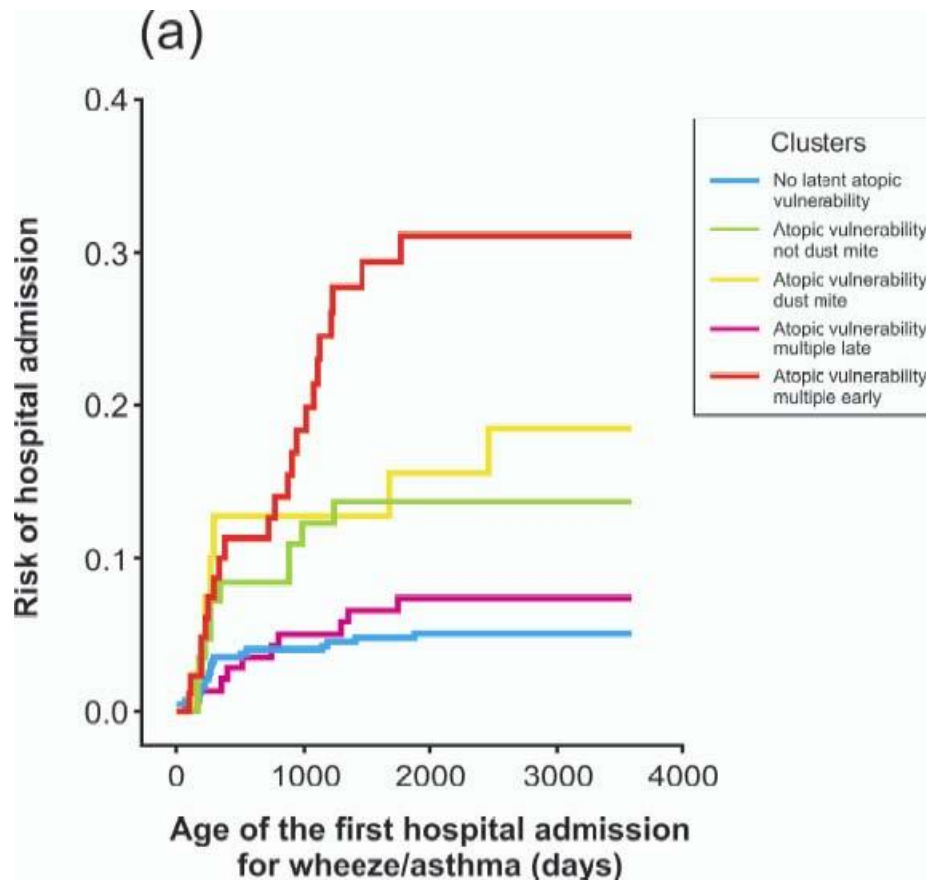 (a)
0.4
0.3
0.2
0.1
0.0
Risk of hospital admission
0 1000 2000 3000 4000
Age of the first hospital admission
for wheeze/asthma (days)
Clusters
No latent atopic
vulnerability
Atopic vulnerability
not dust mite
Atopic vulnerability
dust mite
Atopic vulnerability
multiple late
Atopic vulnerability
multiple early